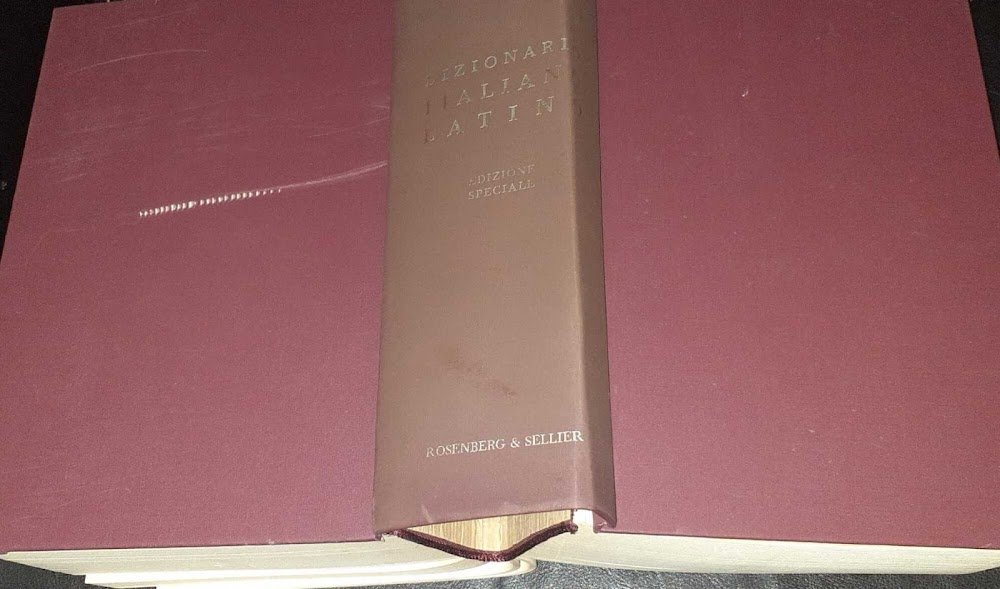 DIZIONARIO
ITALIANO
LATINO
EDIZIONE
SPECIALE
ROSENBERG & SELLIER